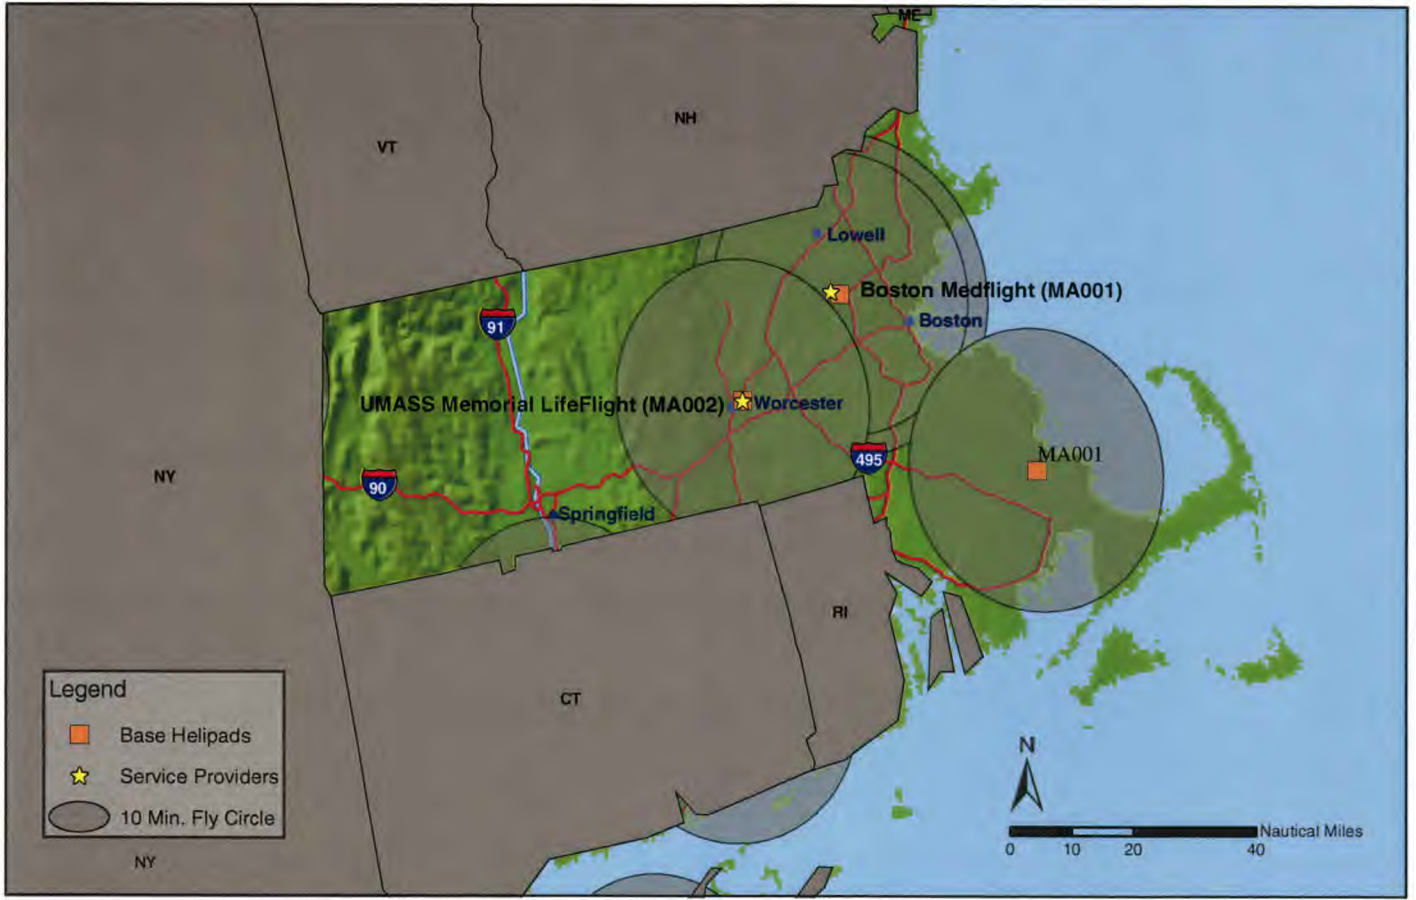 ME
NH
VT
Lowell
Boston Medflight (MA001)
Boston
91
UMASS Memorial LifeFlight (MA002)
Worcester
MA001
495
NY
90
Springfield
RI
CT
Legend
Base Helipads
Service Providers
10 Min. Fly Circle
NY
N
Nautical Miles
0 10 20 40